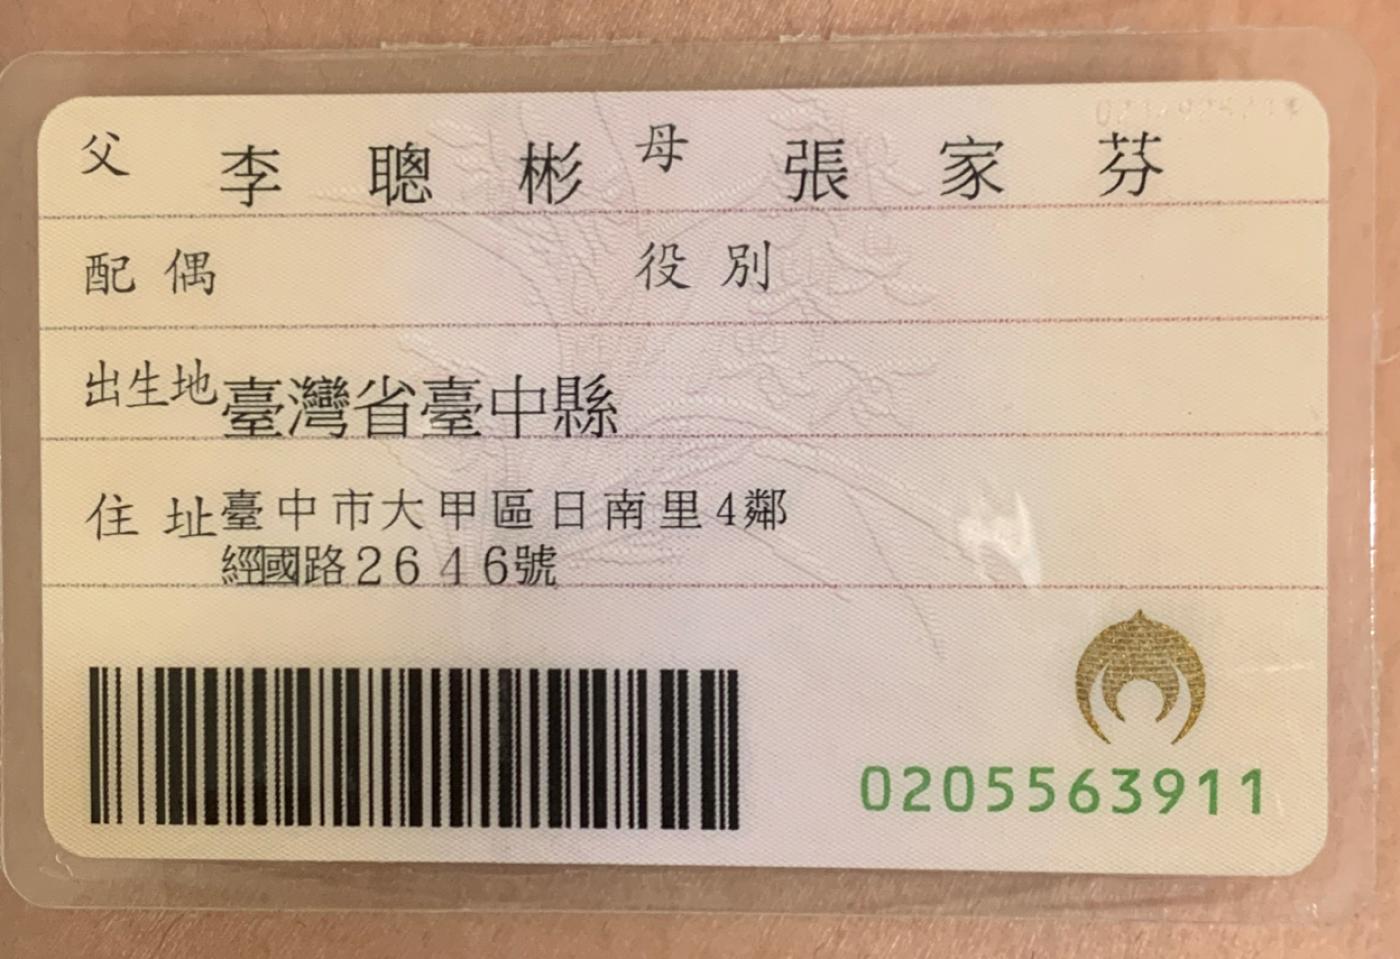 父 李聰彬 母 張家芬
配偶 役別
出生地 臺灣省臺中縣
住址 臺中市大甲區日南里4鄰
經國路2646號
0205563911